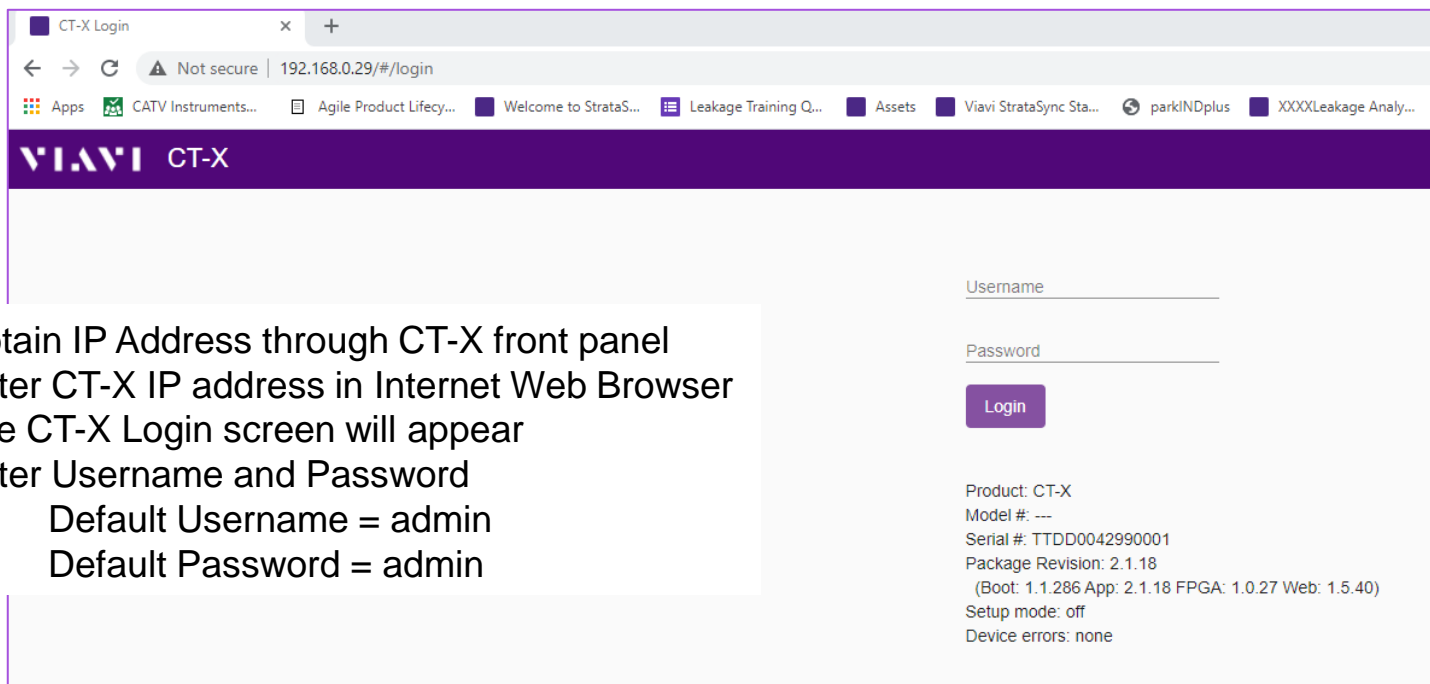 CT-X Login
Not secure | 192.168.0.29/#/login
Apps CATV Instruments... Agile Product Lifecy... Welcome to StrataS... Leakage Training Q... Assets Viavi StrataSync Sta... parkINDplus XXXXLeakage Analy...
VIAVI CT-X
Username
Password
Login
tain IP Address through CT-X front panel
ter CT-X IP address in Internet Web Browser
e CT-X Login screen will appear
ter Username and Password
Default Username = admin
Default Password = admin
Product: CT-X
Model #: ---
Serial #: TTDD0042990001
Package Revision: 2.1.18
(Boot: 1.1.286 App: 2.1.18 FPGA: 1.0.27 Web: 1.5.40)
Setup mode: off
Device errors: none